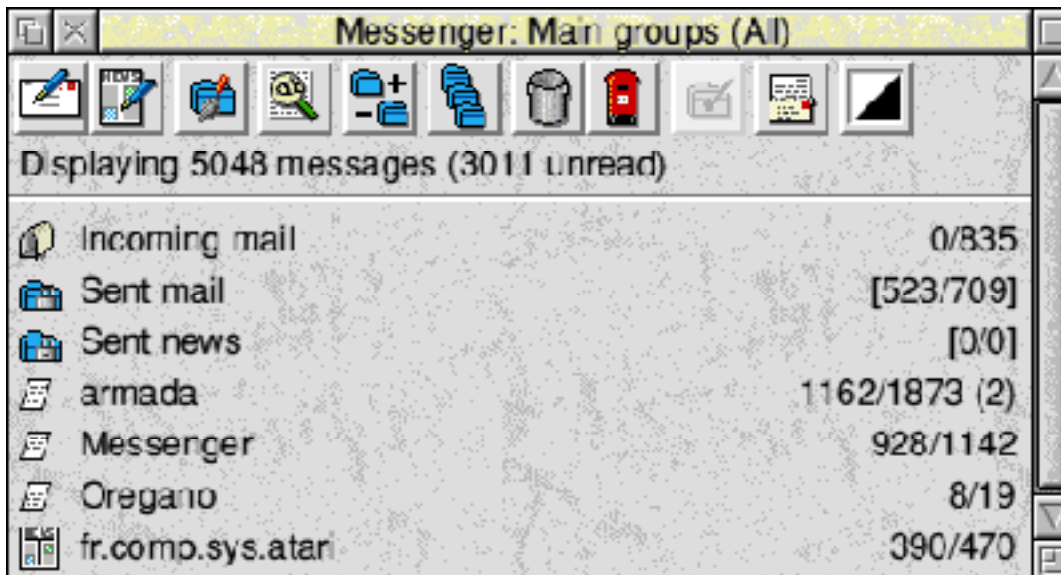 Messenger: Main groups (All)
Displaying 5048 messages (3011 unread)
Incoming mail 0/835
Sent mail [523/709]
Sent news [0/0]
armada 1162/1873 (2)
Messenger 928/1142
Oregano 8/19
fr.comp.sys.atari 390/470